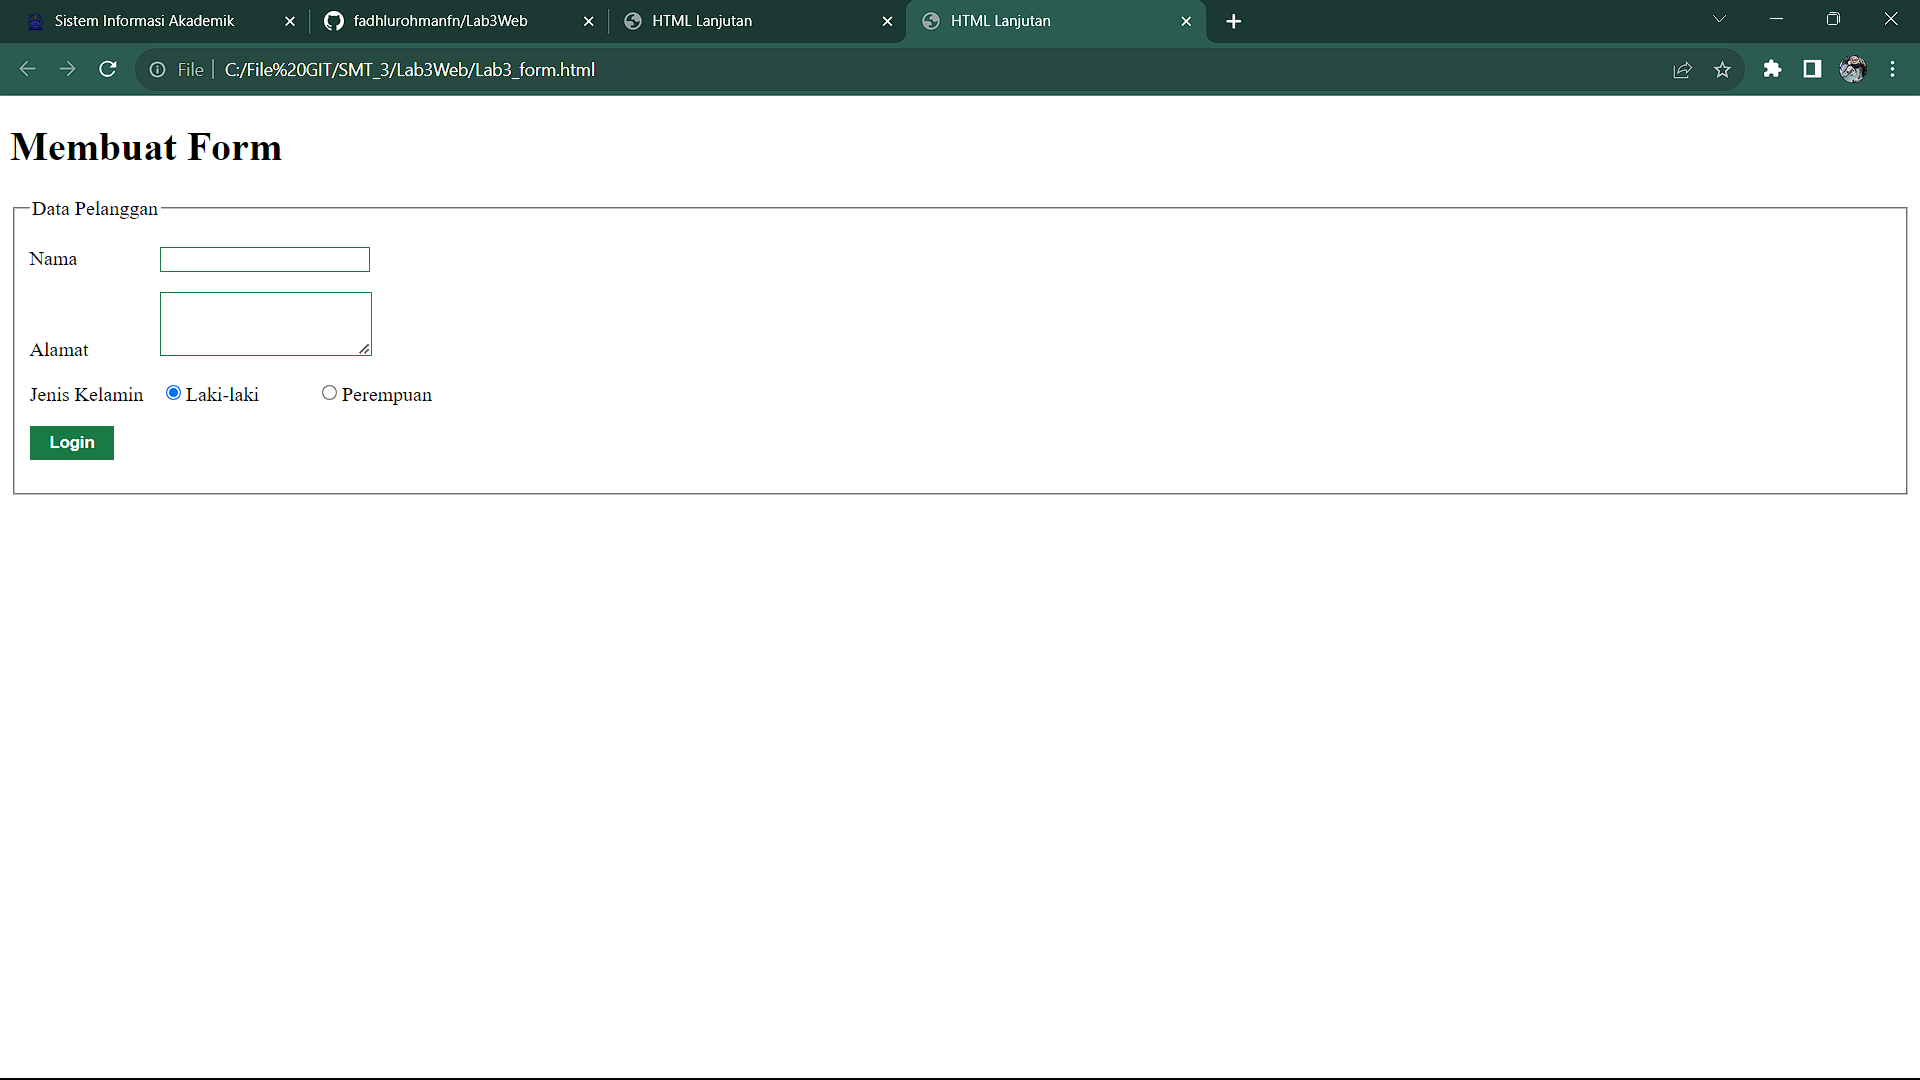 Sistem Informasi Akademik
fadhlurohmanfn/Lab3Web
HTML Lanjutan
HTML Lanjutan
File
C:/File%20GIT/SMT_3/Lab3Web/Lab3_form.html
Membuat Form
Data Pelanggan
Nama
Alamat
Jenis Kelamin Laki-laki Perempuan
Login